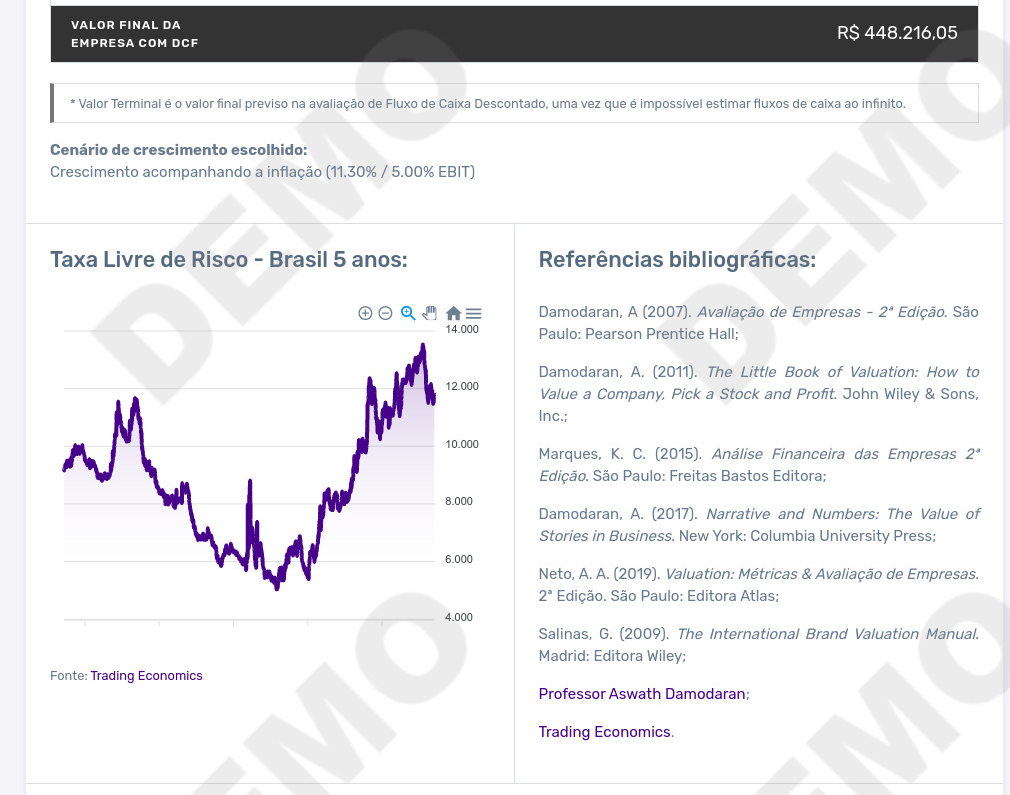 VALOR FINAL DA
EMPRESA COM DCF
R$ 448.216,05
* Valor Terminal é o valor final previso na avaliação de Fluxo de Caixa Descontado, uma vez que é impossível estimar fluxos de caixa ao infinito.
Cenário de crescimento escolhido:
Crescimento acompanhando a inflação (11.30% / 5.00% EBIT)
Taxa Livre de Risco - Brasil 5 anos:
14.000
12.000
10.000
8.000
6.000
4.000
Fonte: Trading Economics
Referências bibliográficas:
Damodaran, A (2007). Avaliação de Empresas - 2ª Edição. São
Paulo: Pearson Prentice Hall;
Damodaran, A. (2011). The Little Book of Valuation: How to
Value a Company, Pick a Stock and Profit. John Wiley & Sons,
Inc.;
Marques, K. C. (2015). Análise Financeira das Empresas 2ª
Edição. São Paulo: Freitas Bastos Editora;
Damodaran, A. (2017). Narrative and Numbers: The Value of
Stories in Business. New York: Columbia University Press;
Neto, A. A. (2019). Valuation: Métricas & Avaliação de Empresas.
2ª Edição. São Paulo: Editora Atlas;
Salinas, G. (2009). The International Brand Valuation Manual.
Madrid: Editora Wiley;
Professor Aswath Damodaran;
Trading Economics.
DEMO
DEMO
DEMO
DEMO